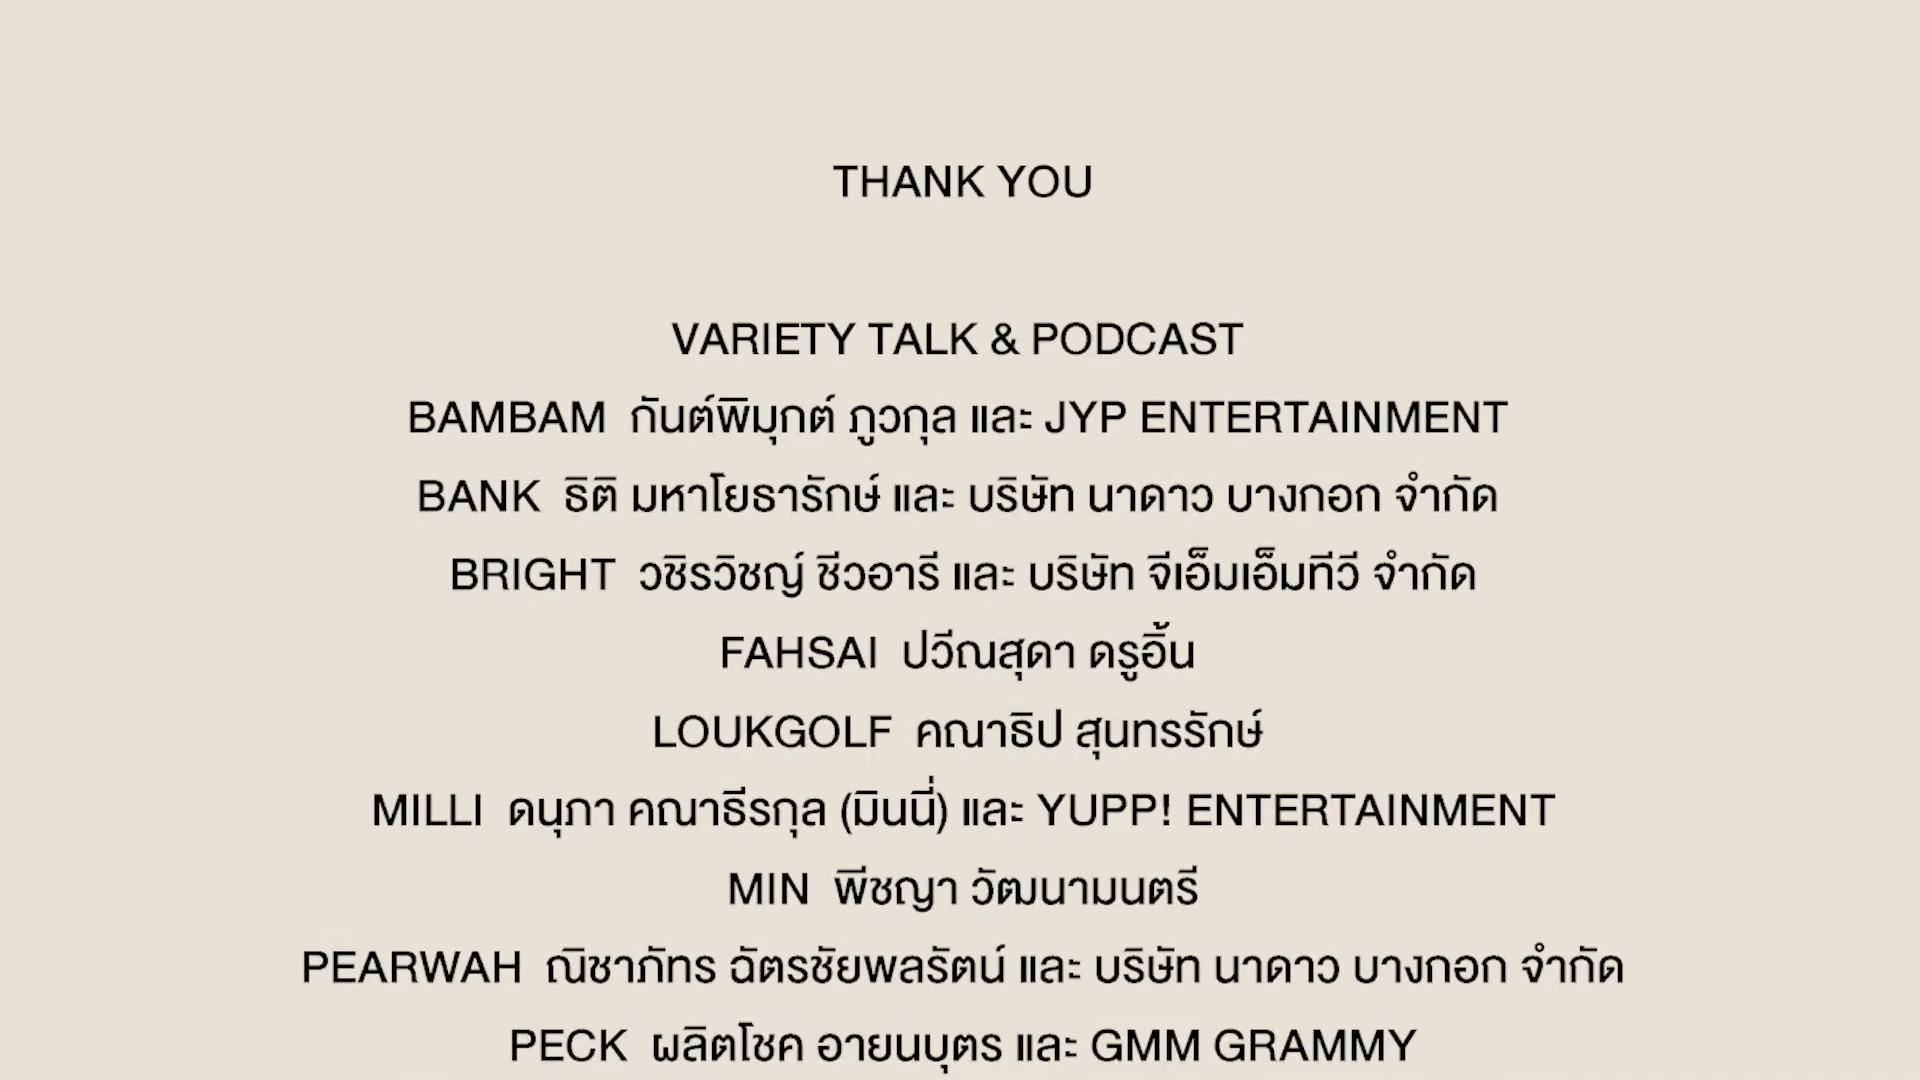 THANK YOU
VARIETY TALK & PODCAST
BAMBAM กันต์พิมุกต์ ภูวกุล และ JYP ENTERTAINMENT
BANK ธิติ มหาโยธารักษ์ และ บริษัท นาดาว บางกอก จำกัด
BRIGHT วชิรวิชญ์ ชีวอารี และ บริษัท จีเอ็มเอ็มทีวี จำกัด
FAHSAI ปวีณสุดา ดรูอิ้น
LOUKGOLF คณาธิป สุนทรรักษ์
MILLI ดนุภา คณาธีรกุล (มินนี่) และ YUPP! ENTERTAINMENT
MIN พีชญา วัฒนามนตรี
PEARWAH ณิชาภัทร ฉัตรชัยพลรัตน์ และ บริษัท นาดาว บางกอก จำกัด
PECK ผลิตโชค อายนบุตร และ GMM GRAMMY